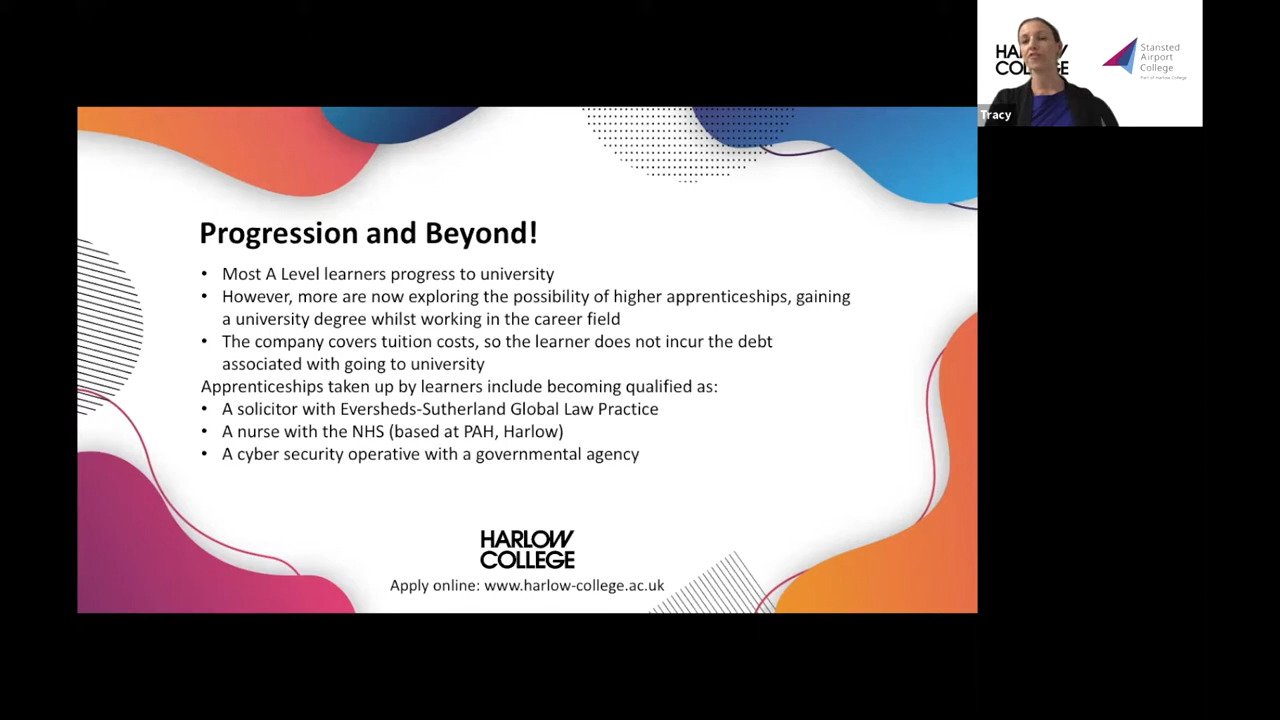 HARLOW
COLLEGE
Stansted
Airport
College
Part of Harlow College
Tracy
Progression and Beyond!
• Most A Level learners progress to university
• However, more are now exploring the possibility of higher apprenticeships, gaining
a university degree whilst working in the career field
• The company covers tuition costs, so the learner does not incur the debt
associated with going to university
Apprenticeships taken up by learners include becoming qualified as:
• A solicitor with Eversheds-Sutherland Global Law Practice
• A nurse with the NHS (based at PAH, Harlow)
• A cyber security operative with a governmental agency
HARLOW
COLLEGE
Apply online: www.harlow-college.ac.uk